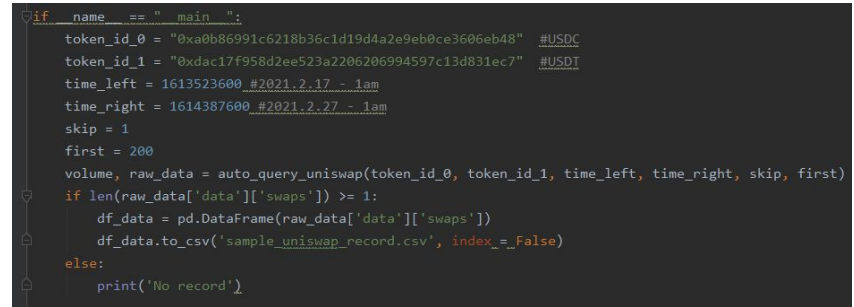 if __name__ == "__main__":
token_id_0 = "0xa0b86991c6218b36c1d19d4a2e9eb0ce3606eb48" #USDC
token_id_1 = "0xdac17f958d2ee523a2206206994597c13d831ec7" #USDT
time_left = 1613523600 #2021.2.17 - 1am
time_right = 1614387600 #2021.2.27 - 1am
skip = 1
first = 200
volume, raw_data = auto_query_uniswap(token_id_0, token_id_1, time_left, time_right, skip, first)
if len(raw_data['data']['swaps']) >= 1:
df_data = pd.DataFrame(raw_data['data']['swaps'])
df_data.to_csv('sample_uniswap_record.csv', index = False)
else:
print('No record')